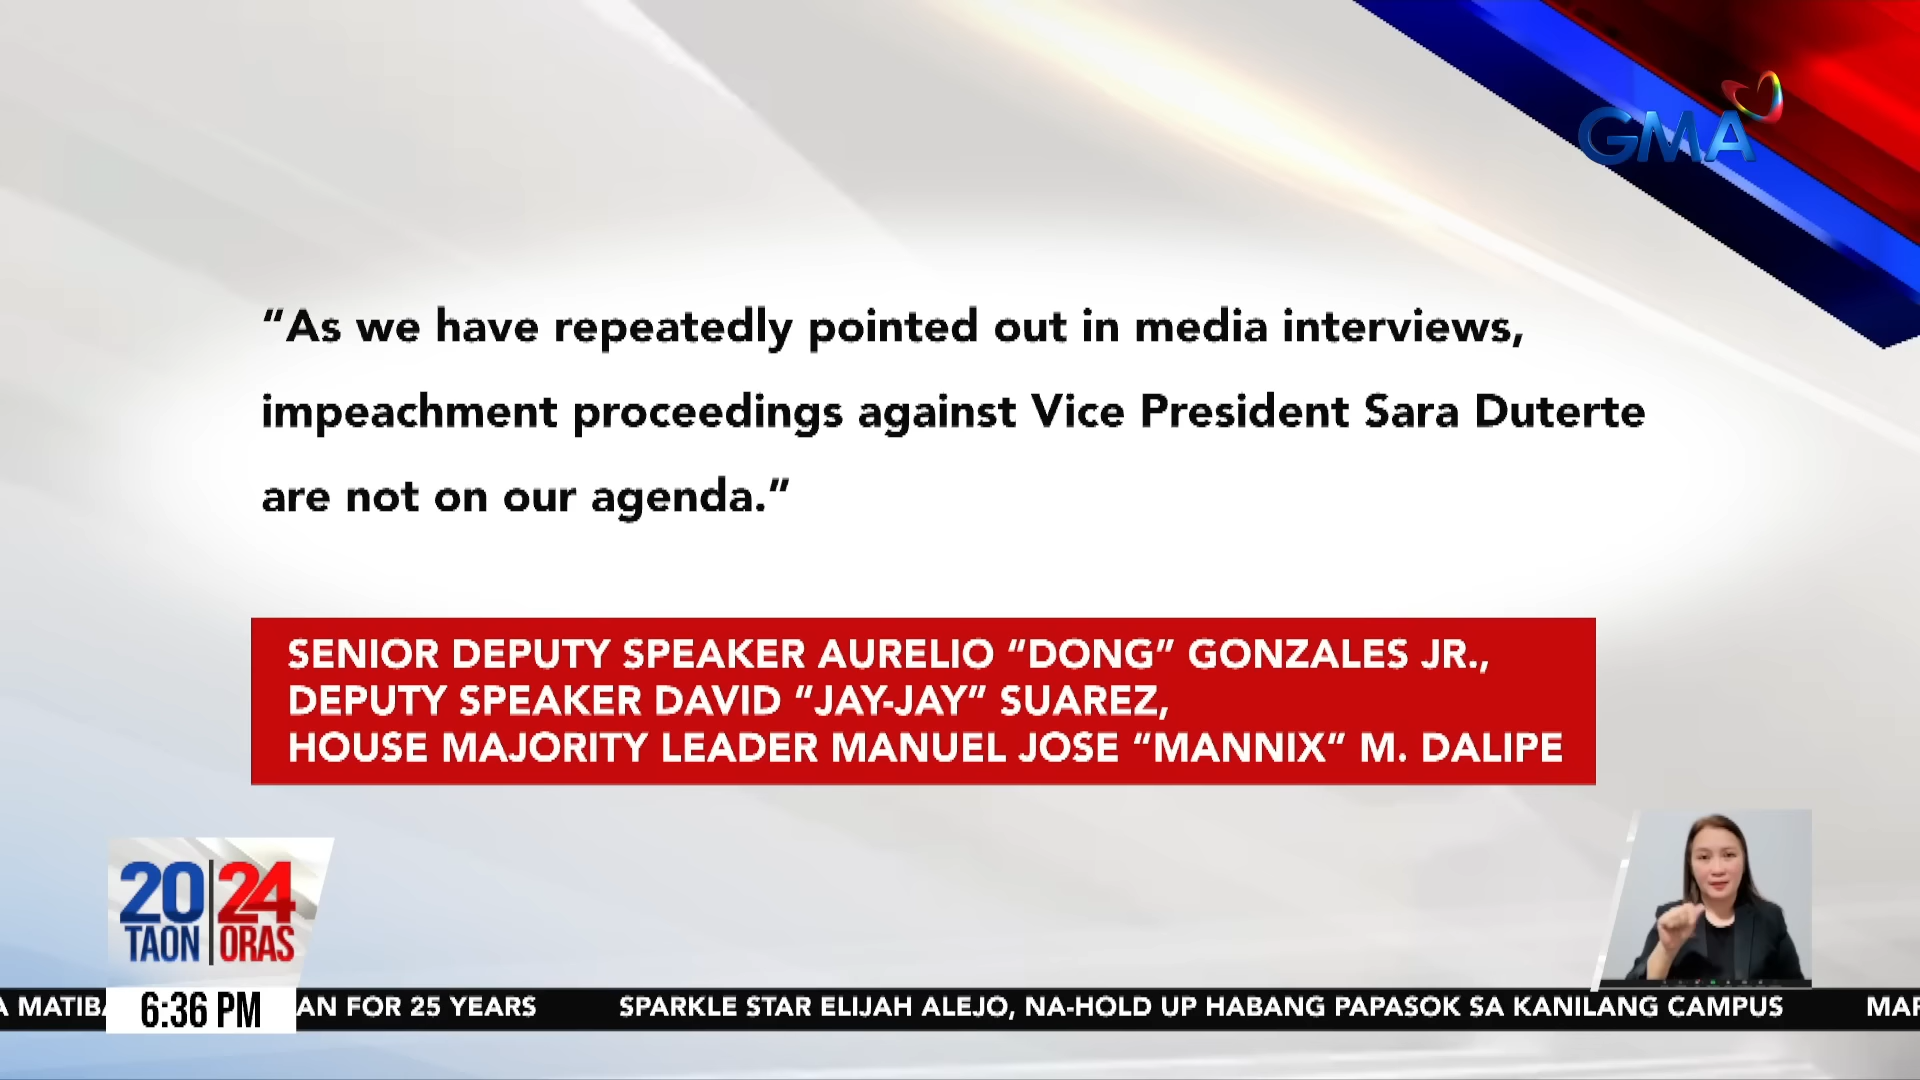 GMA
“As we have repeatedly pointed out in media interviews,
impeachment proceedings against Vice President Sara Duterte
are not on our agenda.”
SENIOR DEPUTY SPEAKER AURELIO “DONG” GONZALES JR.,
DEPUTY SPEAKER DAVID “JAY-JAY” SUAREZ,
HOUSE MAJORITY LEADER MANUEL JOSE “MANNIX” M. DALIPE
20 24
TAON ORAS
6:36 PM
FOR 25 YEARS SPARKLE STAR ELIJAH ALEJO, NA-HOLD UP HABANG PAPASOK SA KANILANG CAMPUS